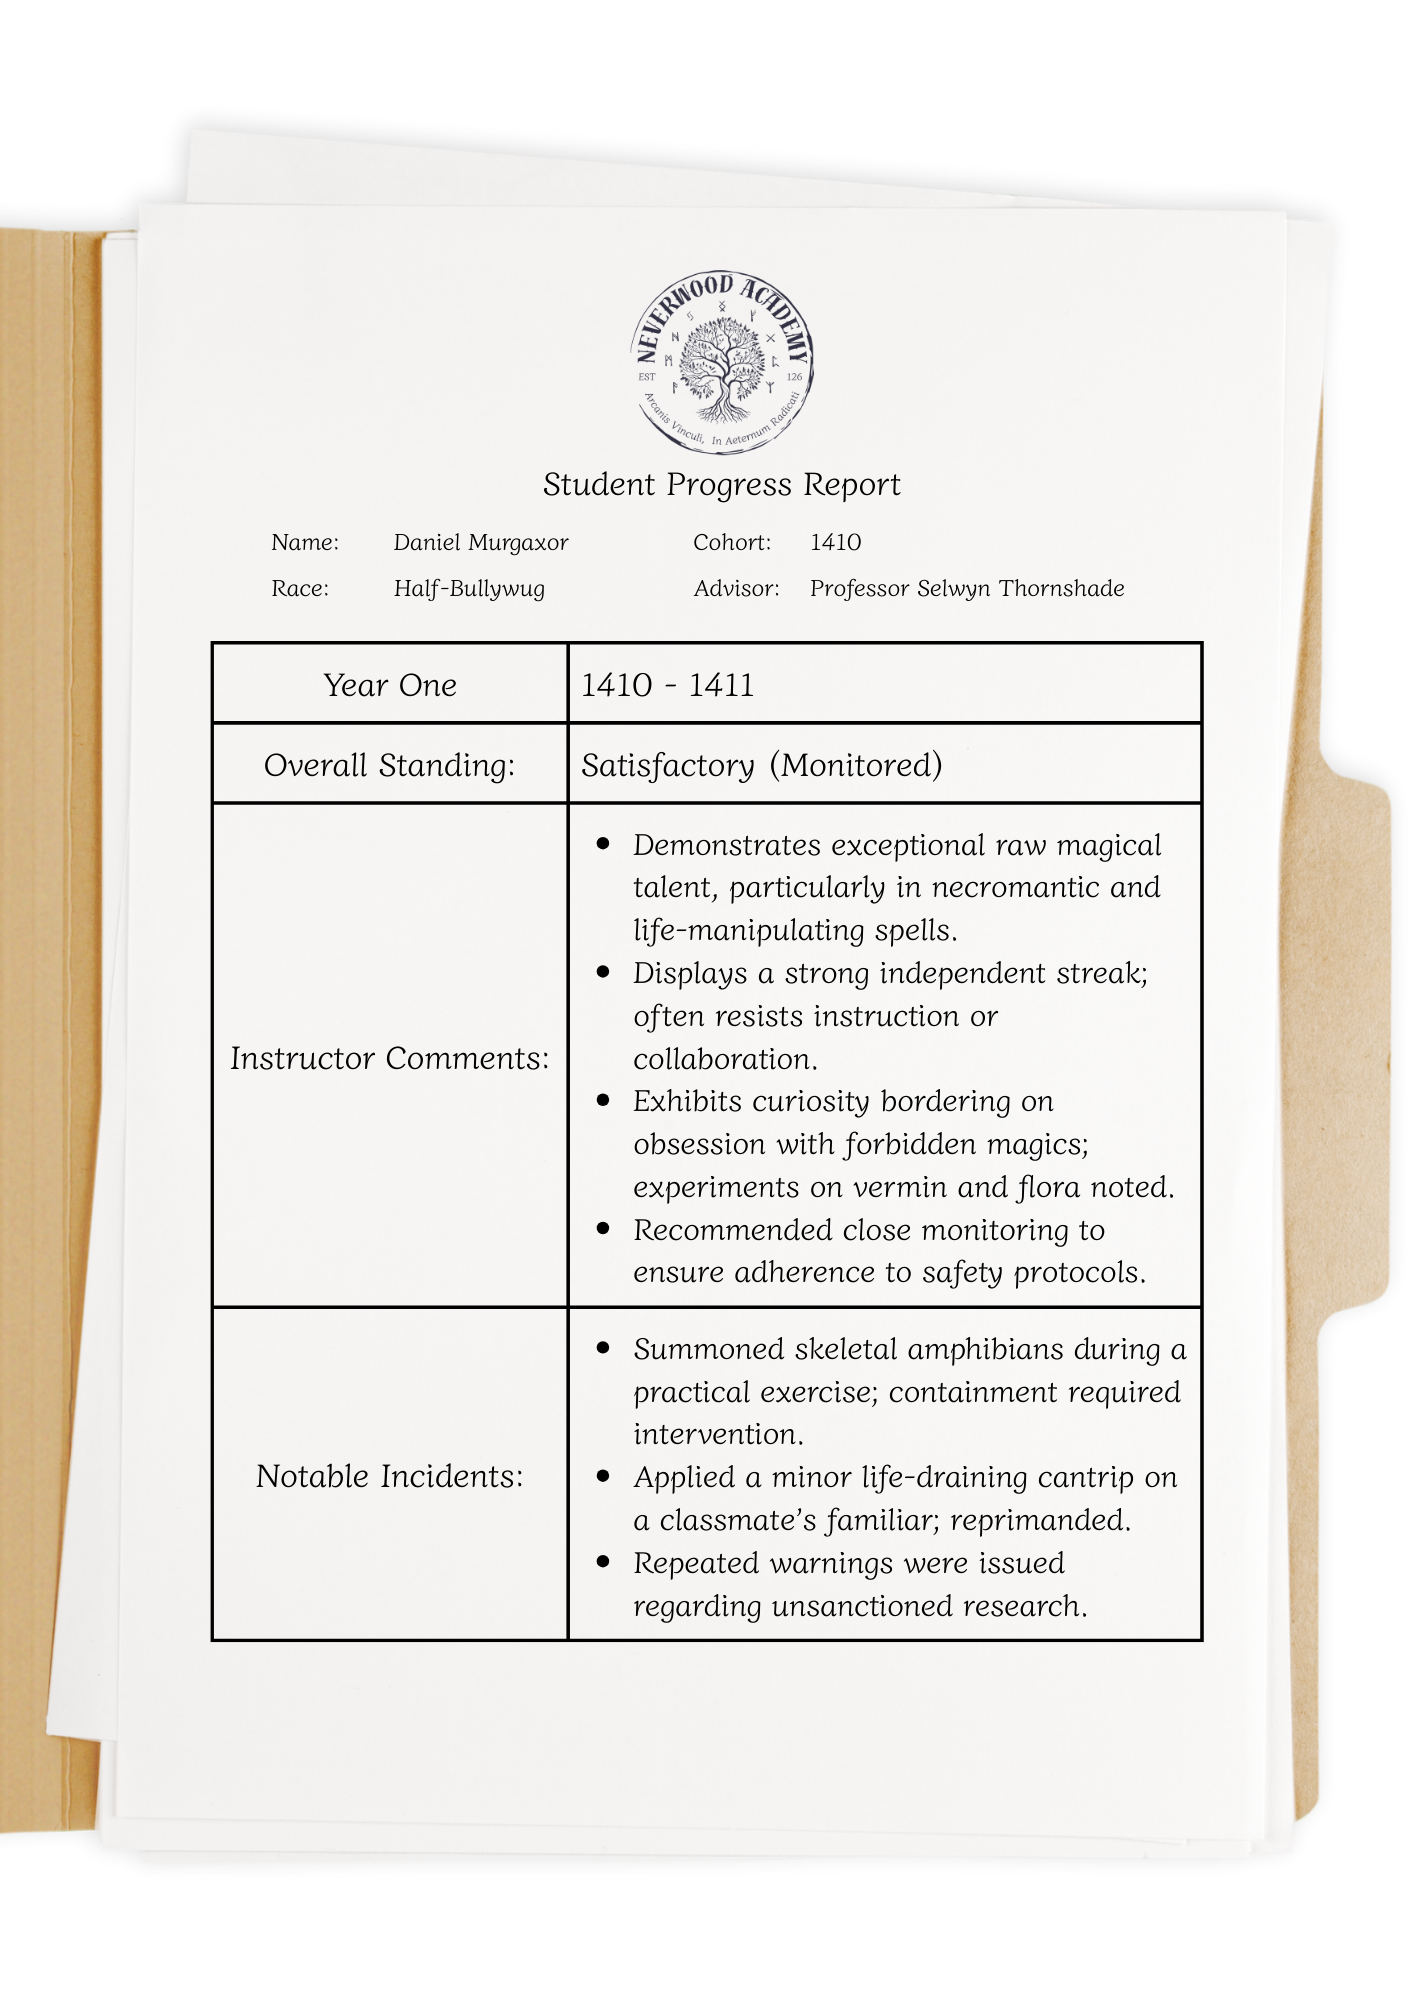 NEVERWOOD ACADEMY
EST 126
Arcanis Vinculi, In Aeternum Radicati
Student Progress Report
Name: Daniel Murgaxor Cohort: 1410
Race: Half-Bullywug Advisor: Professor Selwyn Thornshade
Year One 1410 - 1411
Overall Standing: Satisfactory (Monitored)
Instructor Comments:
• Demonstrates exceptional raw magical
talent, particularly in necromantic and
life-manipulating spells.
• Displays a strong independent streak;
often resists instruction or
collaboration.
• Exhibits curiosity bordering on
obsession with forbidden magics;
experiments on vermin and flora noted.
• Recommended close monitoring to
ensure adherence to safety protocols.
Notable Incidents:
• Summoned skeletal amphibians during a
practical exercise; containment required
intervention.
• Applied a minor life-draining cantrip on
a classmate’s familiar; reprimanded.
• Repeated warnings were issued
regarding unsanctioned research.